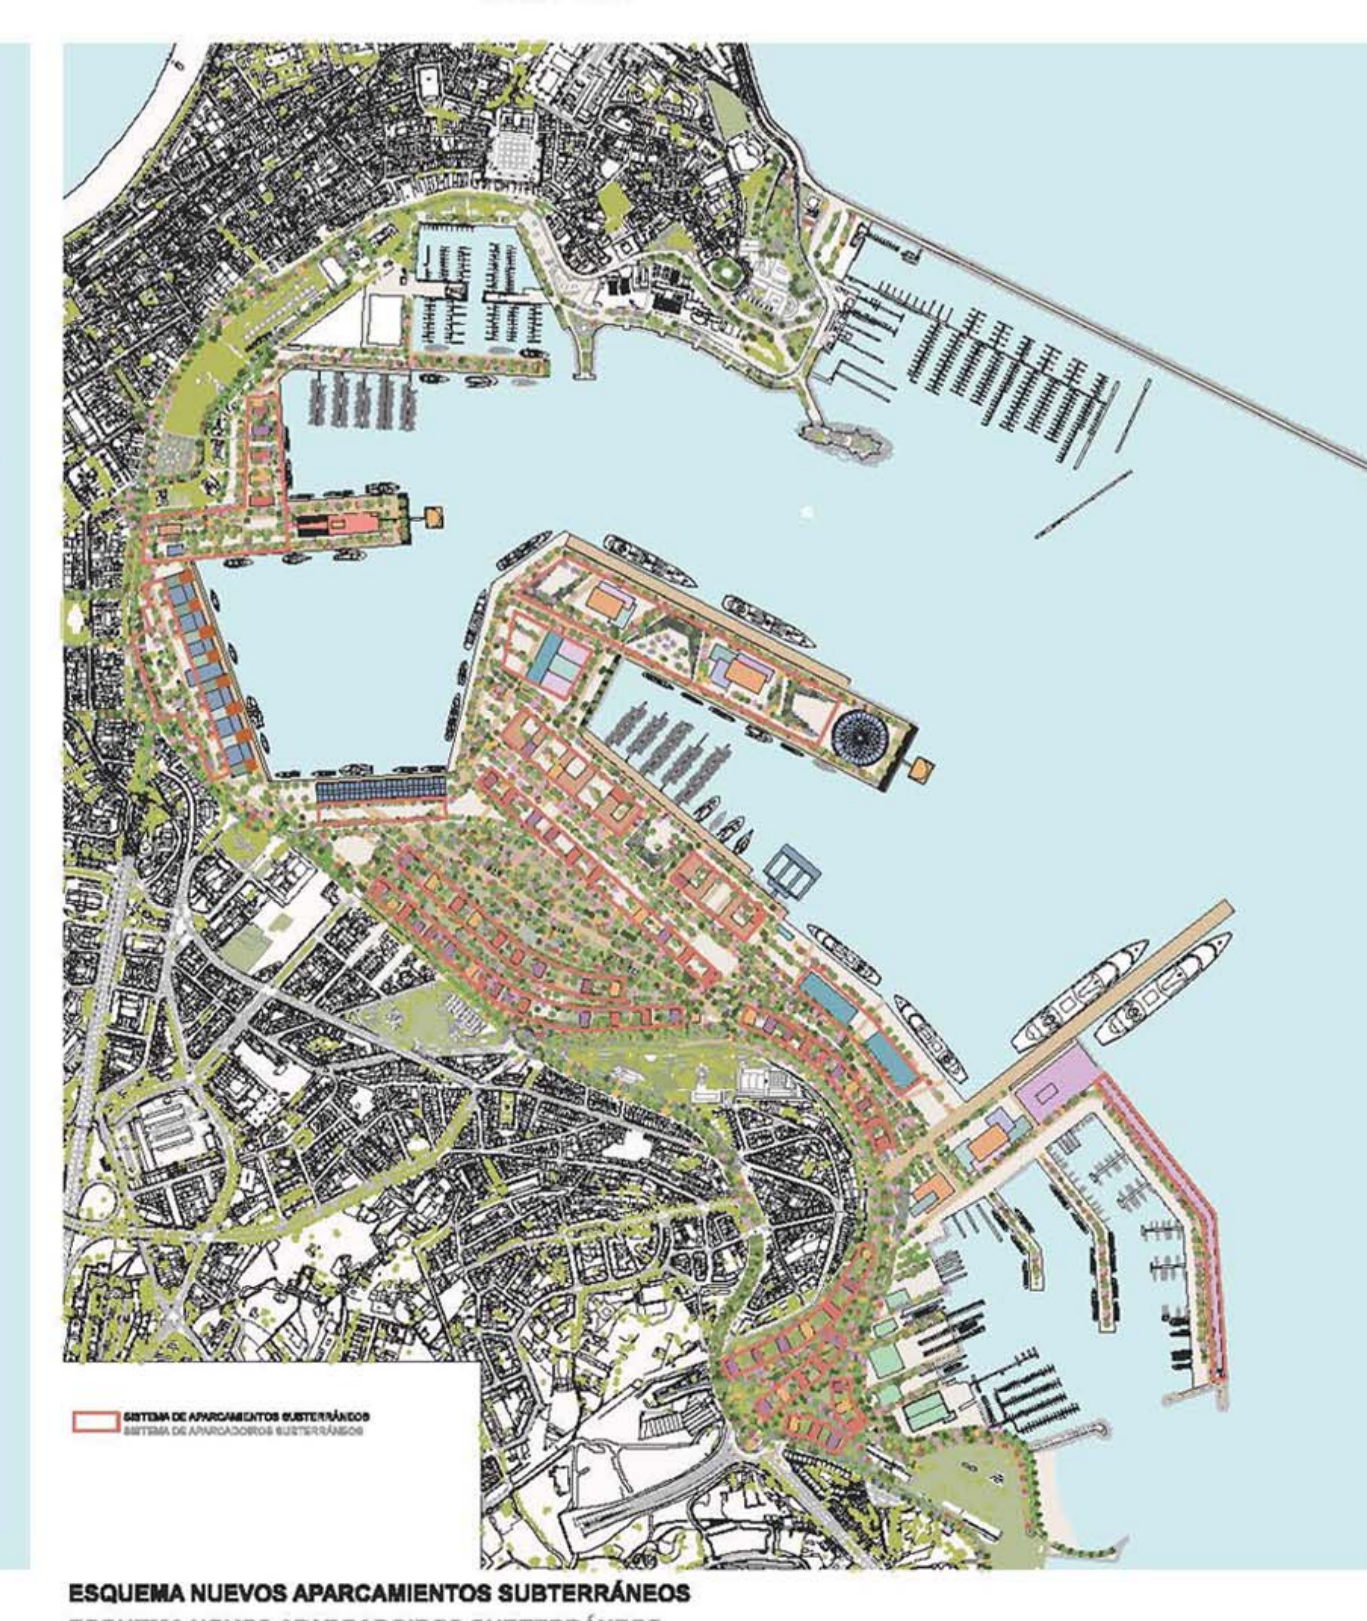 SISTEMA DE APARCAMIENTOS SUBTERRÁNEOS
SISTEMA DE APARCADOIROS SUBTERRÁNEOS
ESQUEMA NUEVOS APARCAMIENTOS SUBTERRÁNEOS